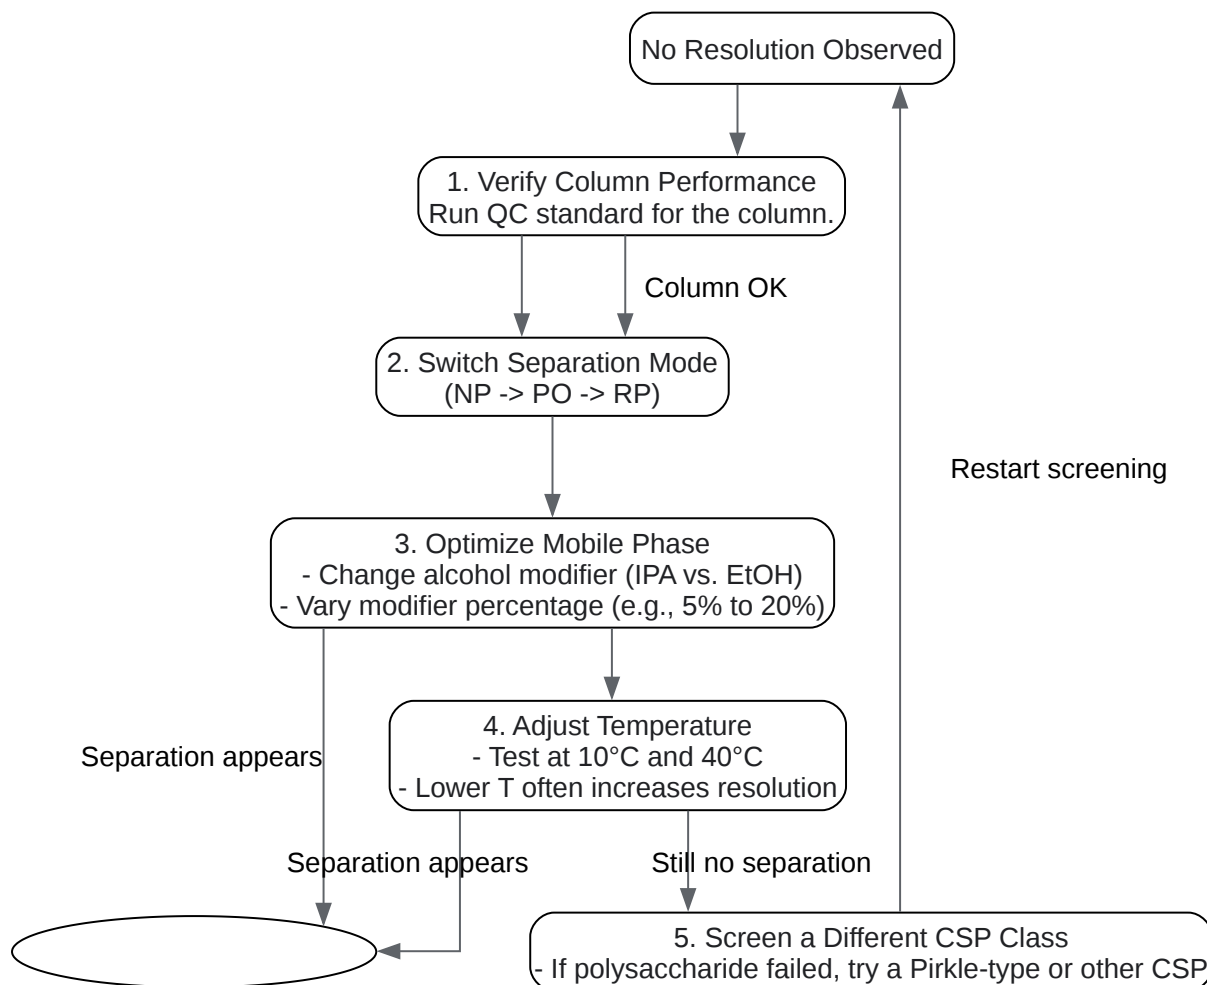 No Resolution Observed
1. Verify Column Performance
Run QC standard for the column.
Column OK
2. Switch Separation Mode
(NP -> PO -> RP)
Restart screening
3. Optimize Mobile Phase
- Change alcohol modifier (IPA vs. EtOH)
- Vary modifier percentage (e.g., 5% to 20%)
4. Adjust Temperature
- Test at 10°C and 40°C
- Lower T often increases resolution
Separation appears
Separation appears
Still no separation
5. Screen a Different CSP Class
- If polysaccharide failed, try a Pirkle-type or other CSP